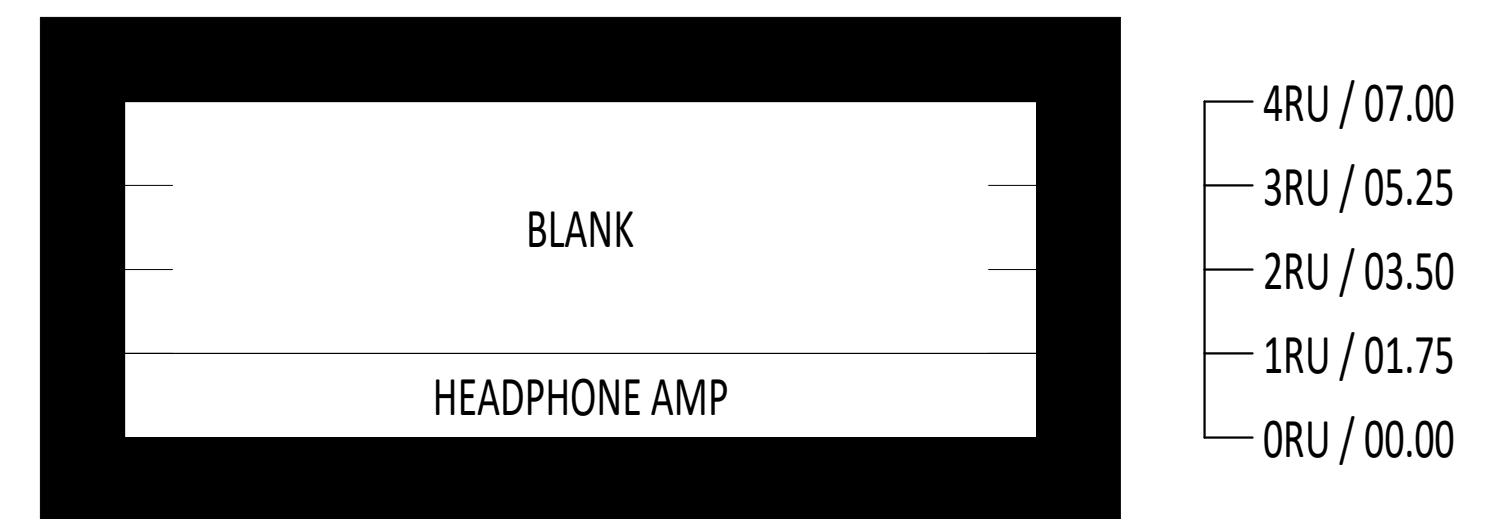 4RU / 07.00
3RU / 05.25
BLANK
2RU / 03.50
1RU / 01.75
HEADPHONE AMP
0RU / 00.00